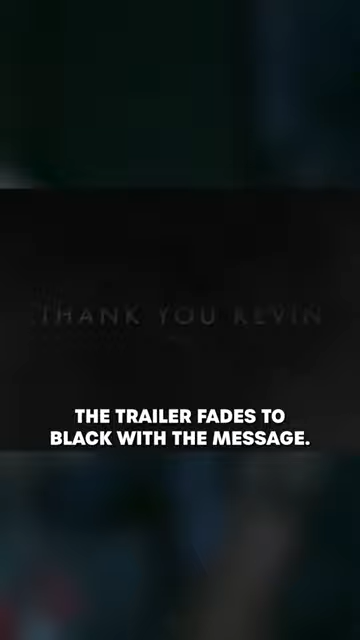 THANK YOU KEVIN
THE TRAILER FADES TO
BLACK WITH THE MESSAGE.